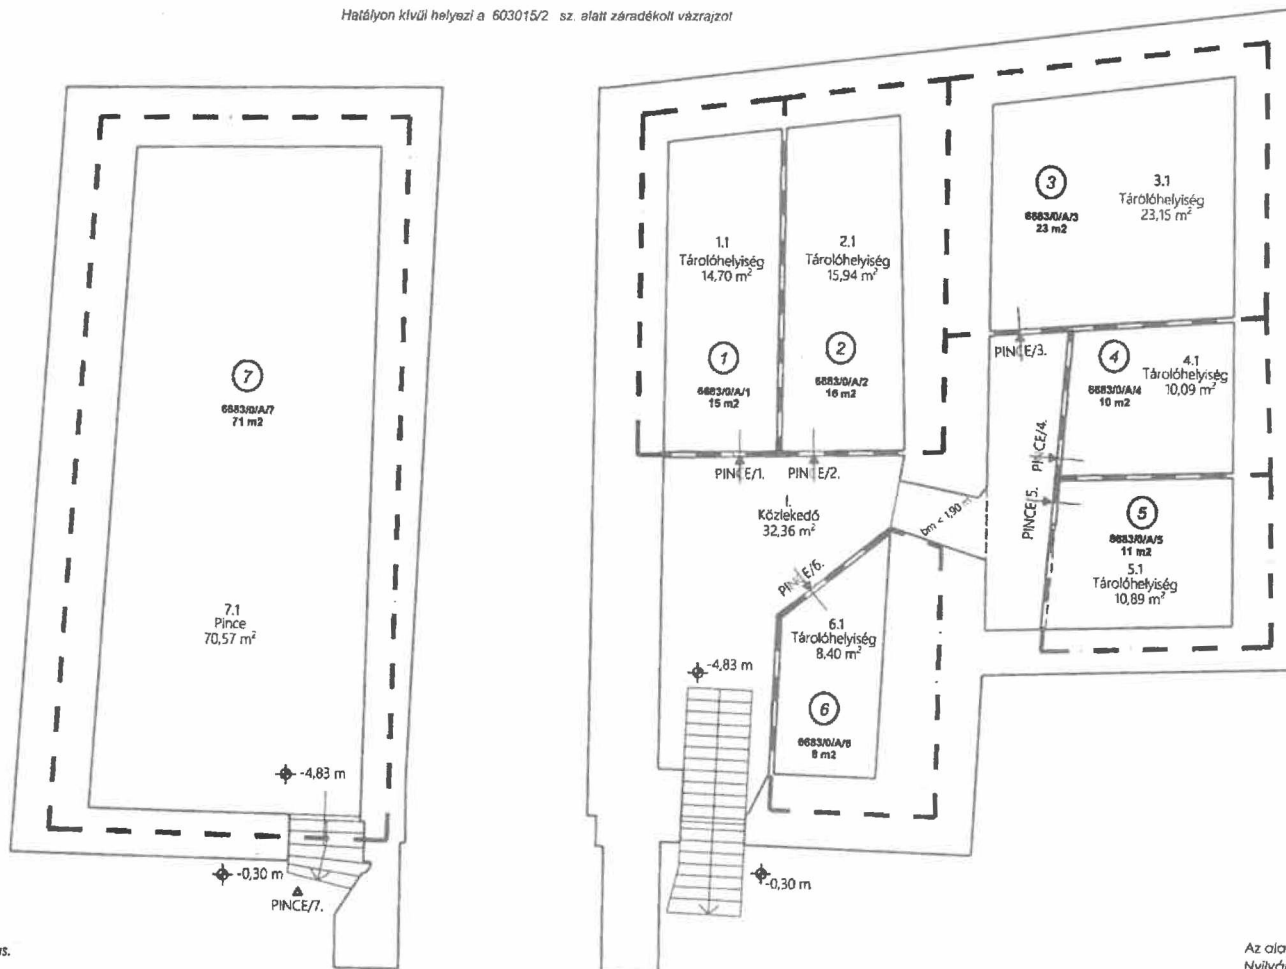 Hatályon kívül helyezi a 603015/2 sz. alatt záradékolt vázrajzot
7
6683/0/A/7
71 m2
7.1
Pince
70,57 m²
-4,83 m
-0,30 m
PINCE/7.
1.1
Tárolóhelyiség
14,70 m²
1
6683/0/A/1
15 m2
PINCE/1.
2.1
Tárolóhelyiség
15,94 m²
2
6683/0/A/2
16 m2
PINCE/2.
3
6683/0/A/3
23 m2
3.1
Tárolóhelyiség
23,15 m²
PINCE/3.
4
6683/0/A/4
10 m2
4.1
Tárolóhelyiség
10,09 m²
PINCE/4.
PINCE/5.
5
6683/0/A/5
11 m2
5.1
Tárolóhelyiség
10,89 m²
I.
Közlekedő
32,36 m²
bm < 1,90 m
PINCE/6.
6.1
Tárolóhelyiség
8,40 m²
6
6683/0/A/6
8 m2
-4,83 m
-0,30 m
s.
Az ala
Nyilvá